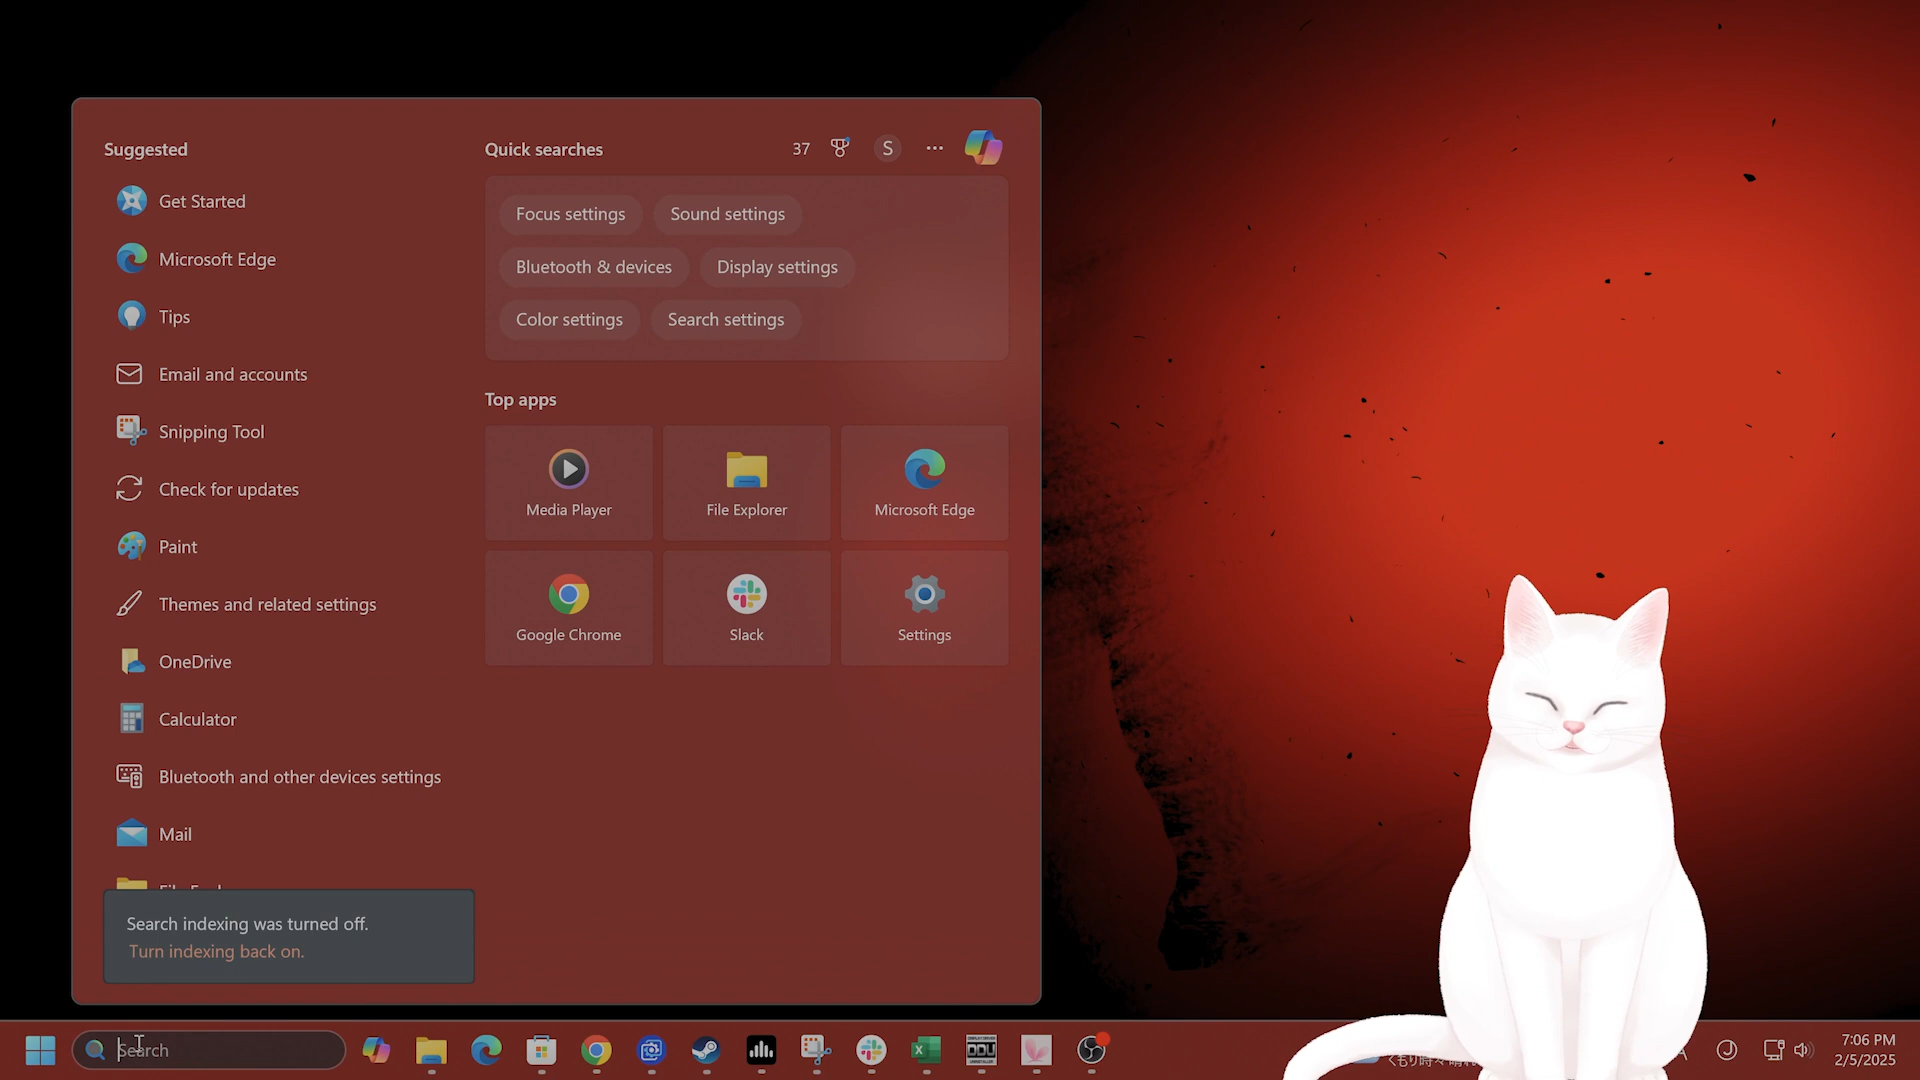 Suggested
Get Started
Microsoft Edge
Tips
Email and accounts
Snipping Tool
Check for updates
Paint
Themes and related settings
OneDrive
Calculator
Bluetooth and other devices settings
Mail
Search indexing was turned off.
Turn indexing back on.
Quick searches
37
S
Focus settings
Sound settings
Bluetooth & devices
Display settings
Color settings
Search settings
Top apps
Media Player
File Explorer
Microsoft Edge
Google Chrome
Slack
Settings
Search
DDU
7:06 PM
2/5/2025